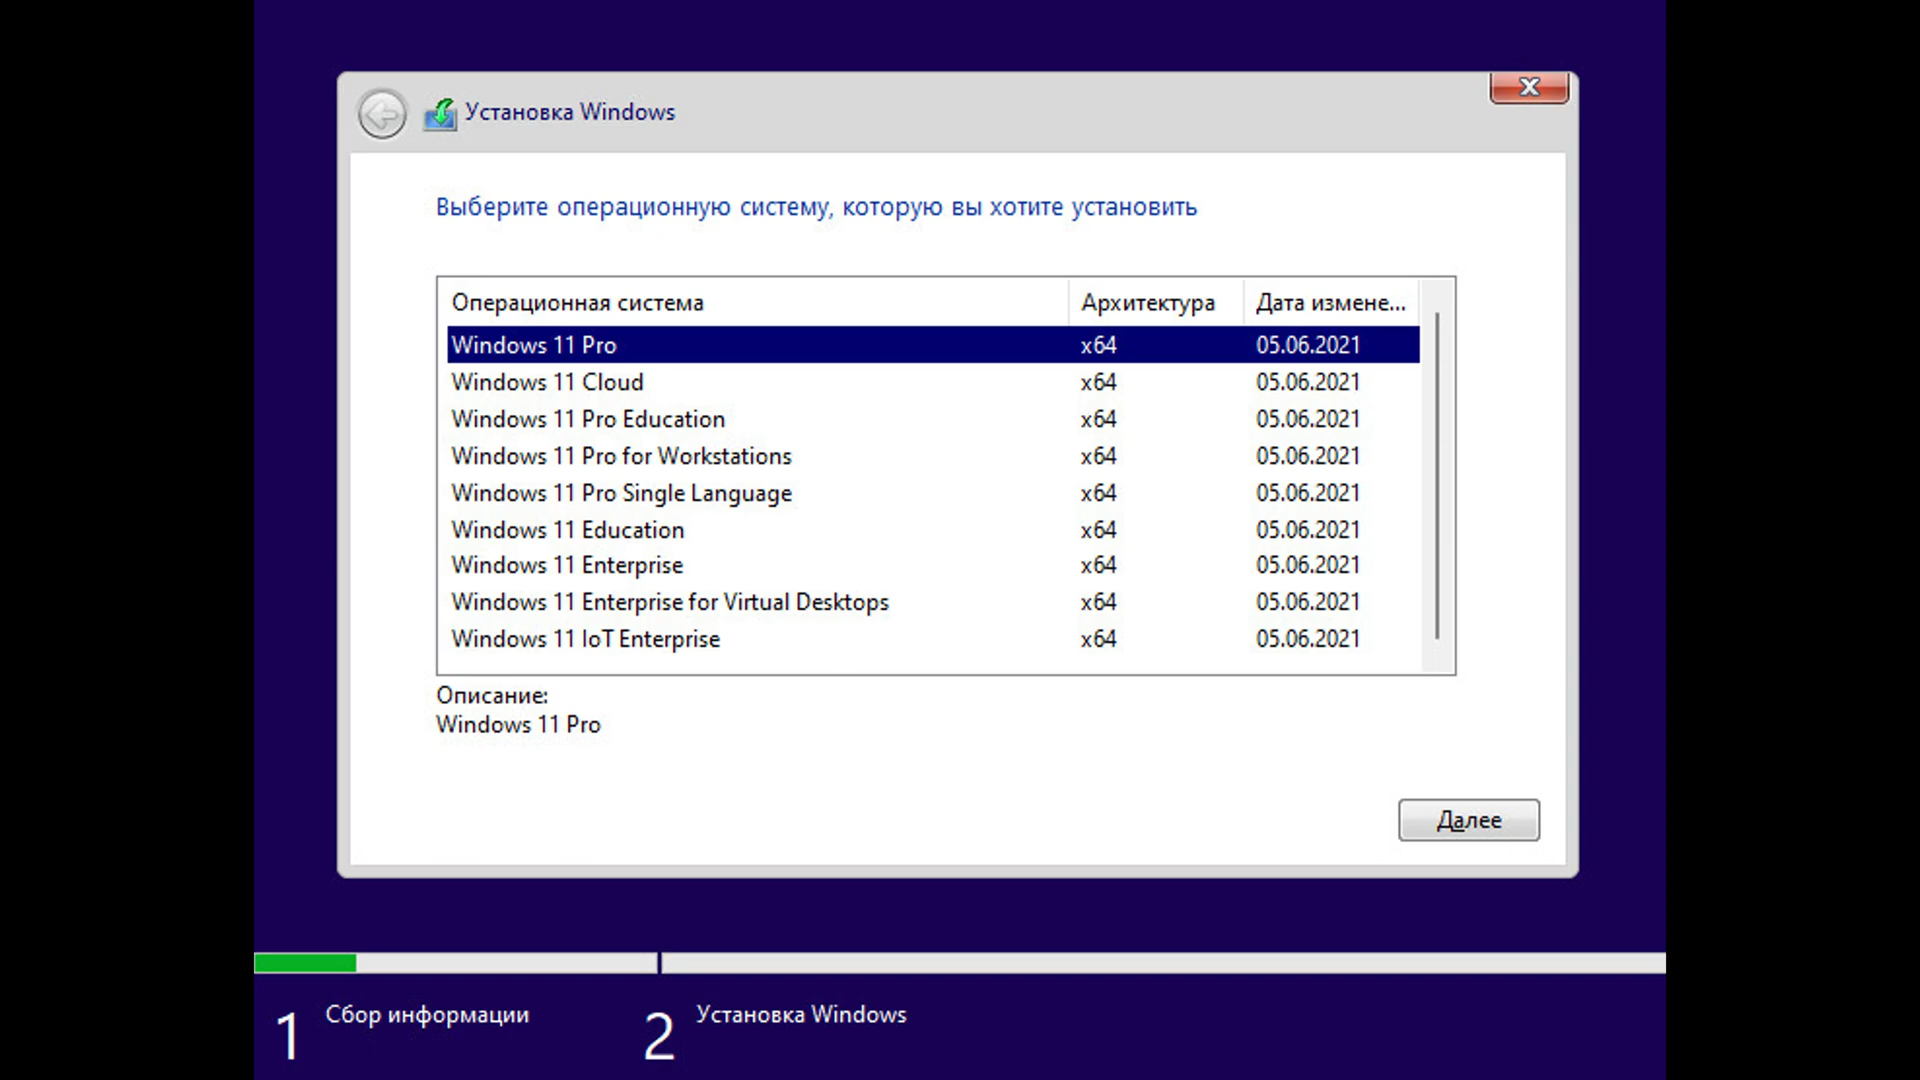 Установка Windows
Выберите операционную систему, которую вы хотите установить
Операционная система Архитектура Дата измене...
Windows 11 Pro x64 05.06.2021
Windows 11 Cloud x64 05.06.2021
Windows 11 Pro Education x64 05.06.2021
Windows 11 Pro for Workstations x64 05.06.2021
Windows 11 Pro Single Language x64 05.06.2021
Windows 11 Education x64 05.06.2021
Windows 11 Enterprise x64 05.06.2021
Windows 11 Enterprise for Virtual Desktops x64 05.06.2021
Windows 11 IoT Enterprise x64 05.06.2021
Описание:
Windows 11 Pro
Далее
1 Сбор информации 2 Установка Windows